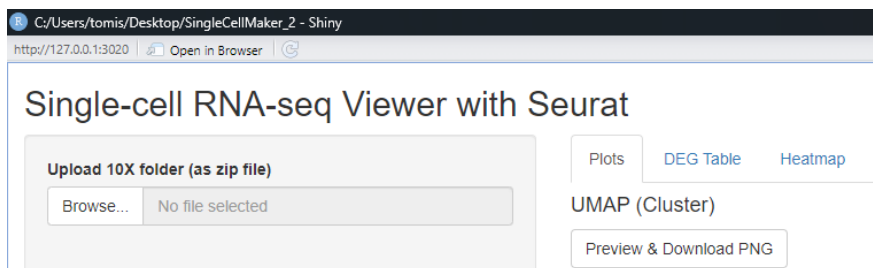 R C:/Users/tomis/Desktop/SingleCellMaker_2 - Shiny
http://127.0.0.1:3020 Open in Browser
Single-cell RNA-seq Viewer with Seurat
Upload 10X folder (as zip file)
Browse... No file selected
Plots DEG Table Heatmap
UMAP (Cluster)
Preview & Download PNG